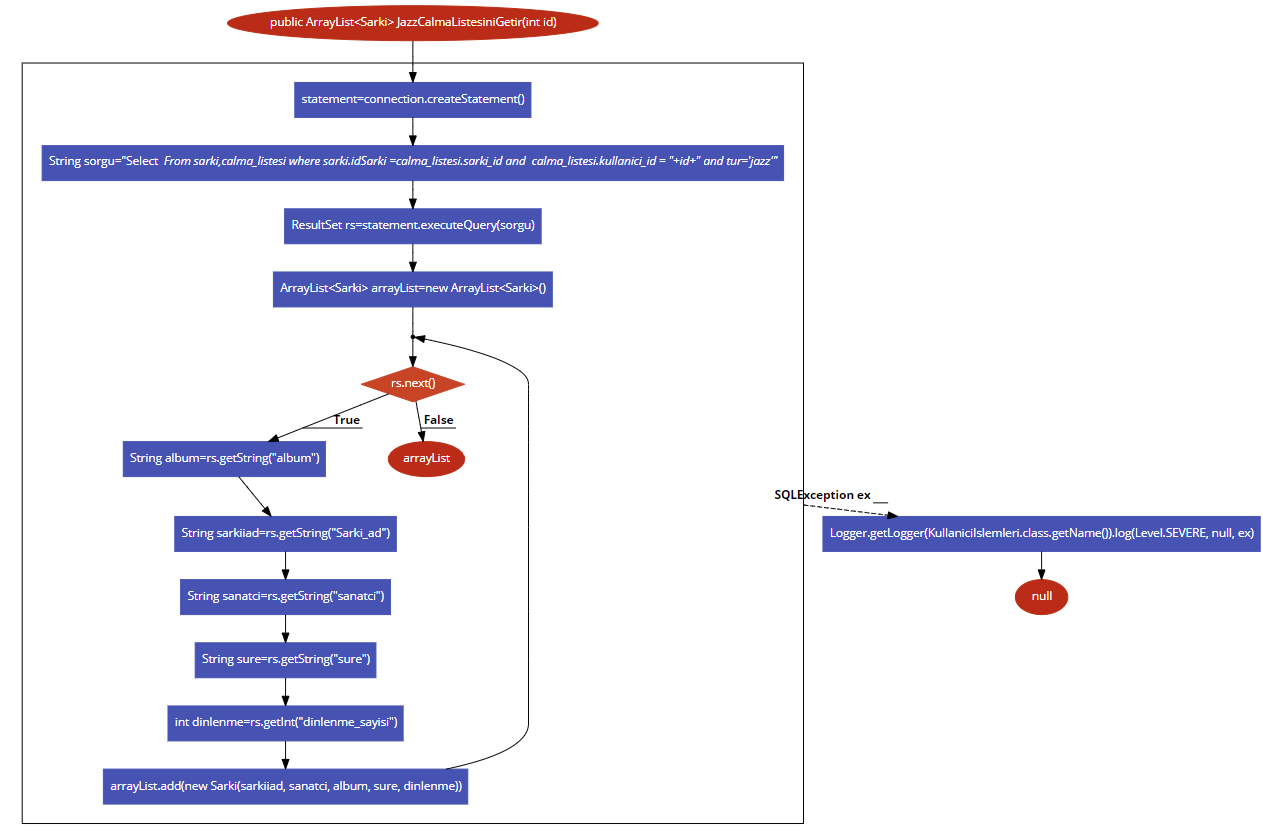 public ArrayList<Sarki> JazzCalmaListesiniGetir(int id)
statement=connection.createStatement()
String sorgu="Select From sarki,calma_listesi where sarki.idSarki =calma_listesi.sarki_id and calma_listesi.kullanici_id = "+id+" and tur='jazz'"
ResultSet rs=statement.executeQuery(sorgu)
ArrayList<Sarki> arrayList=new ArrayList<Sarki>()
rs.next()
True
False
String album=rs.getString("album")
arrayList
SQLException ex
String sarkiiad=rs.getString("Sarki_ad")
Logger.getLogger(KullaniciIslemleri.class.getName()).log(Level.SEVERE, null, ex)
String sanatci=rs.getString("sanatci")
null
String sure=rs.getString("sure")
int dinlenme=rs.getInt("dinlenme_sayisi")
arrayList.add(new Sarki(sarkiiad, sanatci, album, sure, dinlenme))